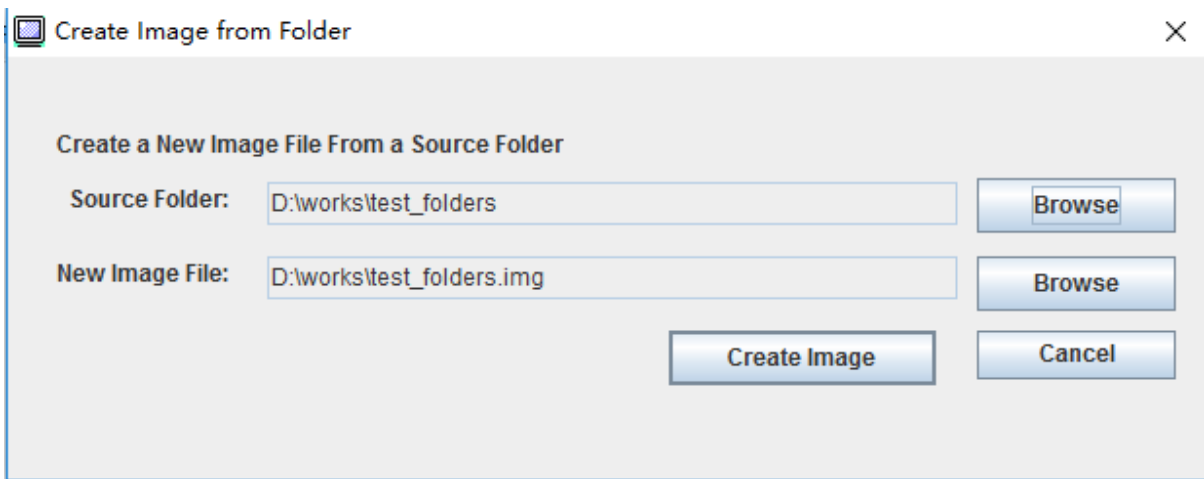 Create Image from Folder
Create a New Image File From a Source Folder
Source Folder: D:\works\test_folders Browse
New Image File: D:\works\test_folders.img Browse
Create Image Cancel